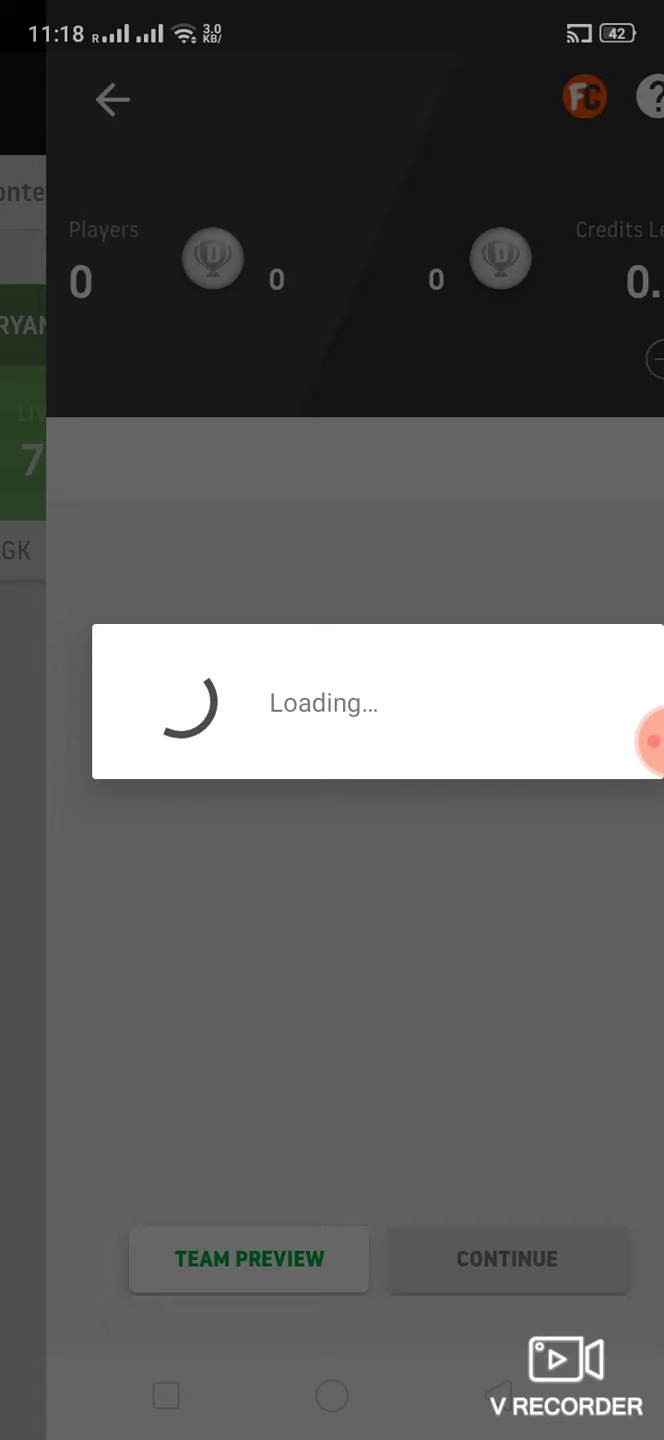 11:18 R 3.0 KB/ 42
FC ?
onte
Players Credits Le
0 D 0 0 D 0.
RYAN
LIV
7
GK
Loading...
TEAM PREVIEW CONTINUE
V RECORDER